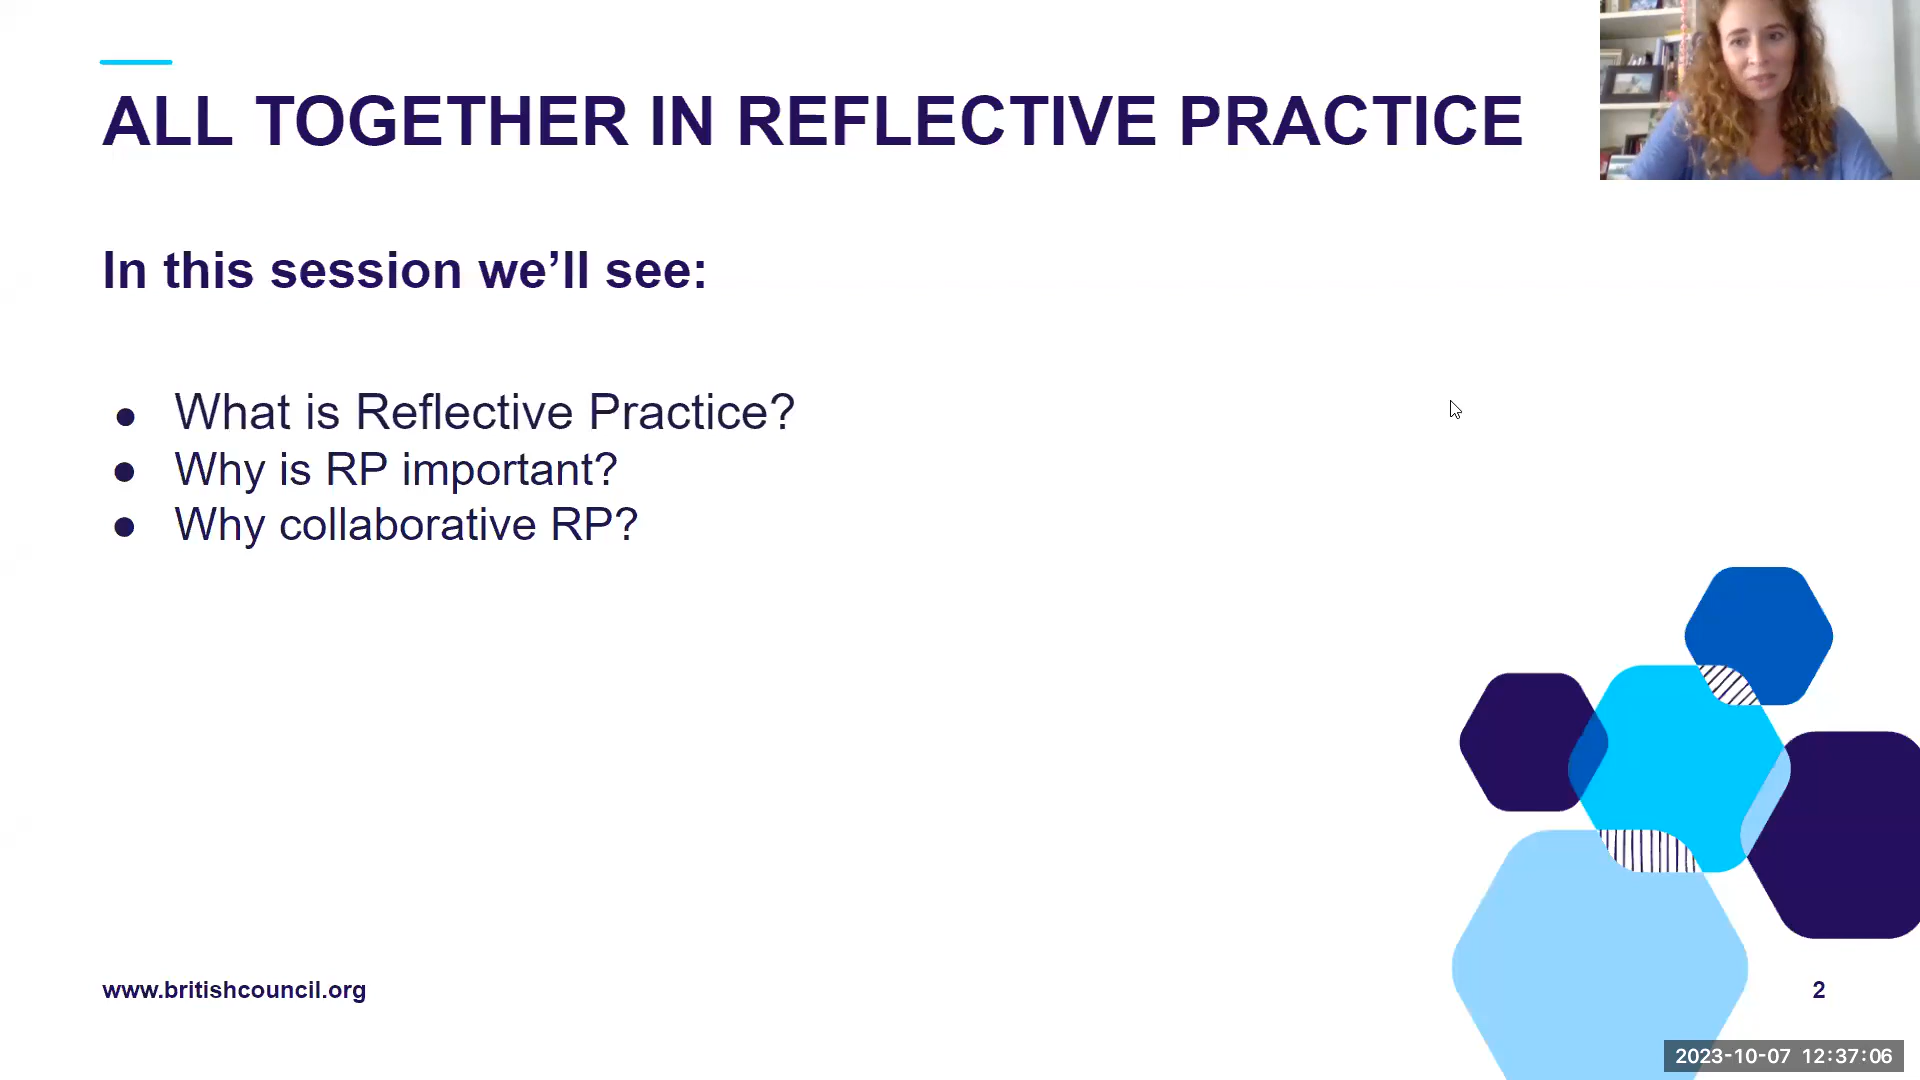 ALL TOGETHER IN REFLECTIVE PRACTICE
In this session we’ll see:
● What is Reflective Practice?
● Why is RP important?
● Why collaborative RP?
www.britishcouncil.org
2
2023-10-07 12:37:06